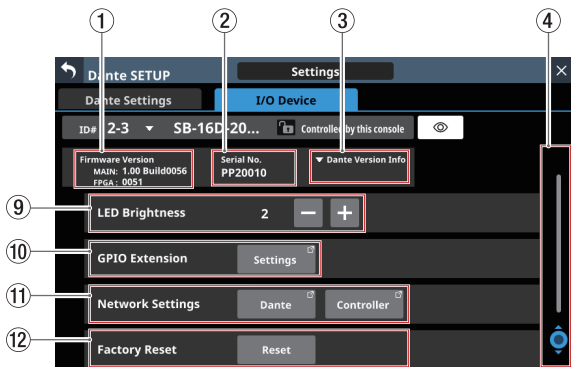 ① ② ③ ④
Dante SETUP Settings ×
Dante Settings I/O Device
ID# 2-3 ▼ SB-16D-20... Controlled by this console
Firmware Version
MAIN: 1.00 Build0056
FPGA : 0051
Serial No.
PP20010
▼ Dante Version Info
⑨ LED Brightness 2 − +
⑩ GPIO Extension Settings
⑪ Network Settings Dante Controller
⑫ Factory Reset Reset